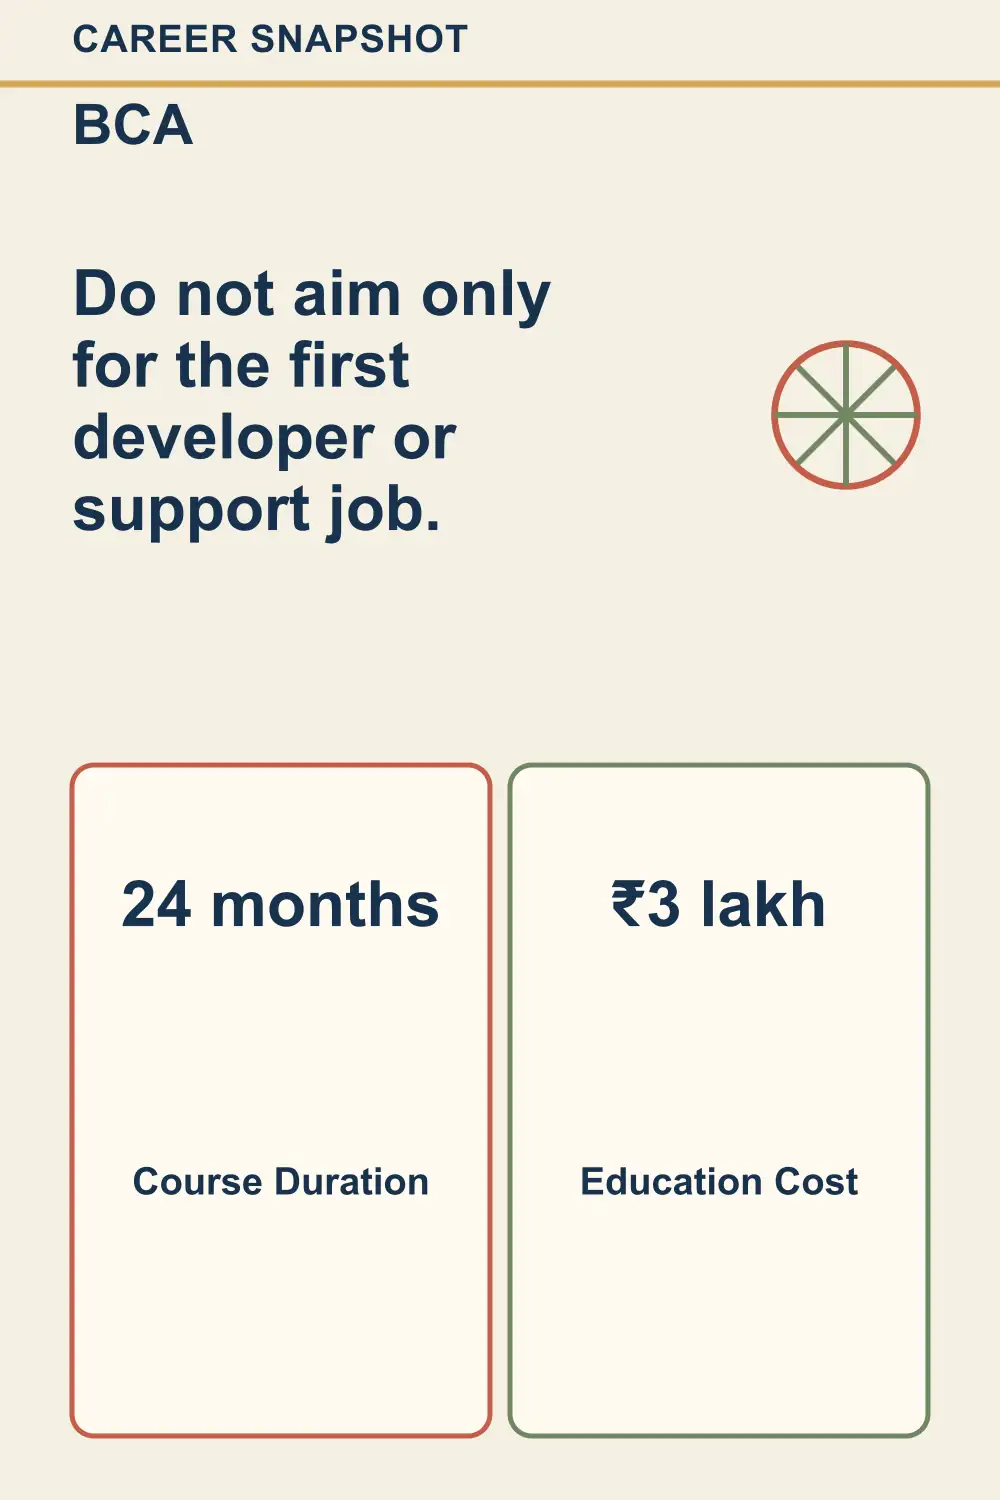 CAREER SNAPSHOT
BCA
Do not aim only
for the first
developer or
support job.
24 months
₹3 lakh
Course Duration
Education Cost